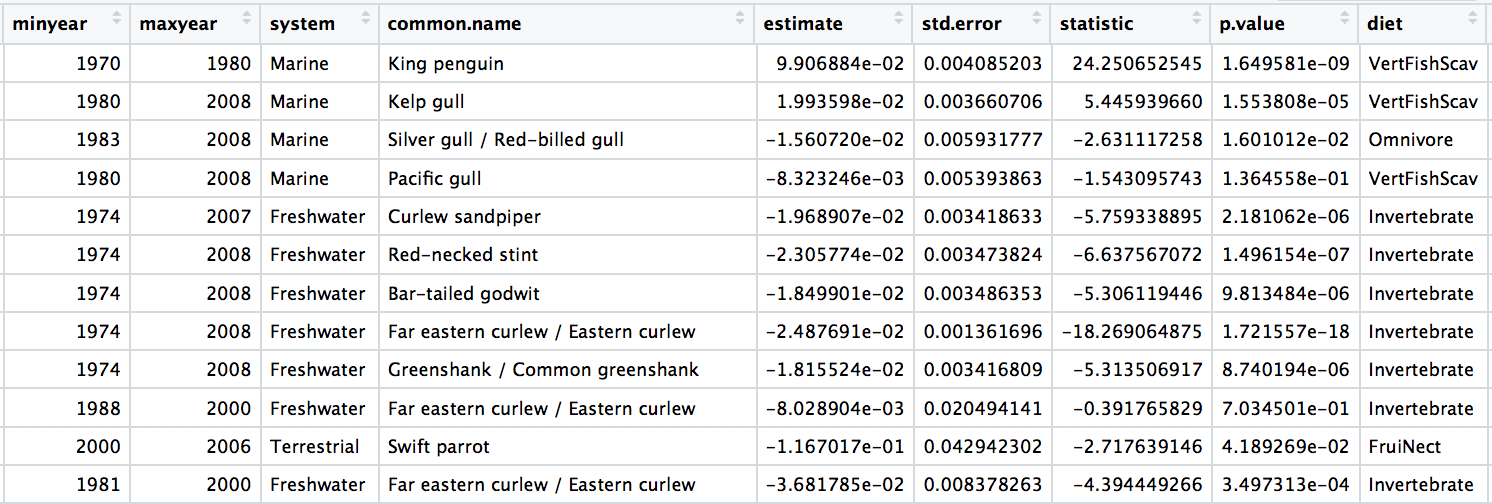 minyear maxyear system common.name estimate std.error statistic p.value diet
1970 1980 Marine King penguin 9.906884e-02 0.004085203 24.250652545 1.649581e-09 VertFishScav
1980 2008 Marine Kelp gull 1.993598e-02 0.003660706 5.445939660 1.553808e-05 VertFishScav
1983 2008 Marine Silver gull / Red-billed gull -1.560720e-02 0.005931777 -2.631117258 1.601012e-02 Omnivore
1980 2008 Marine Pacific gull -8.323246e-03 0.005393863 -1.543095743 1.364558e-01 VertFishScav
1974 2007 Freshwater Curlew sandpiper -1.968907e-02 0.003418633 -5.759338895 2.181062e-06 Invertebrate
1974 2008 Freshwater Red-necked stint -2.305774e-02 0.003473824 -6.637567072 1.496154e-07 Invertebrate
1974 2008 Freshwater Bar-tailed godwit -1.849901e-02 0.003486353 -5.306119446 9.813484e-06 Invertebrate
1974 2008 Freshwater Far eastern curlew / Eastern curlew -2.487691e-02 0.001361696 -18.269064875 1.721557e-18 Invertebrate
1974 2008 Freshwater Greenshank / Common greenshank -1.815524e-02 0.003416809 -5.313506917 8.740194e-06 Invertebrate
1988 2000 Freshwater Far eastern curlew / Eastern curlew -8.028904e-03 0.020494141 -0.391765829 7.034501e-01 Invertebrate
2000 2006 Terrestrial Swift parrot -1.167017e-01 0.042942302 -2.717639146 4.189269e-02 FruiNect
1981 2000 Freshwater Far eastern curlew / Eastern curlew -3.681785e-02 0.008378263 -4.394449266 3.497313e-04 Invertebrate